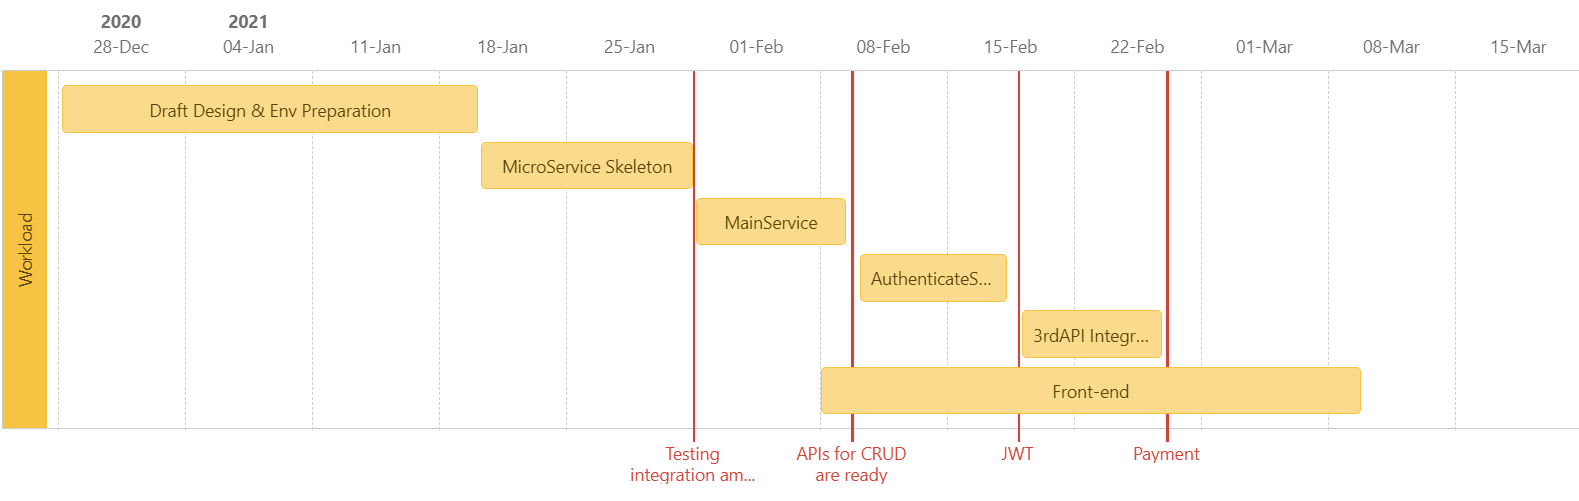 2020 2021
28-Dec 04-Jan 11-Jan 18-Jan 25-Jan 01-Feb 08-Feb 15-Feb 22-Feb 01-Mar 08-Mar 15-Mar
Workload
Draft Design & Env Preparation
MicroService Skeleton
MainService
AuthenticateS...
3rdAPI Integr...
Front-end
Testing
integration am...
APIs for CRUD
are ready
JWT
Payment